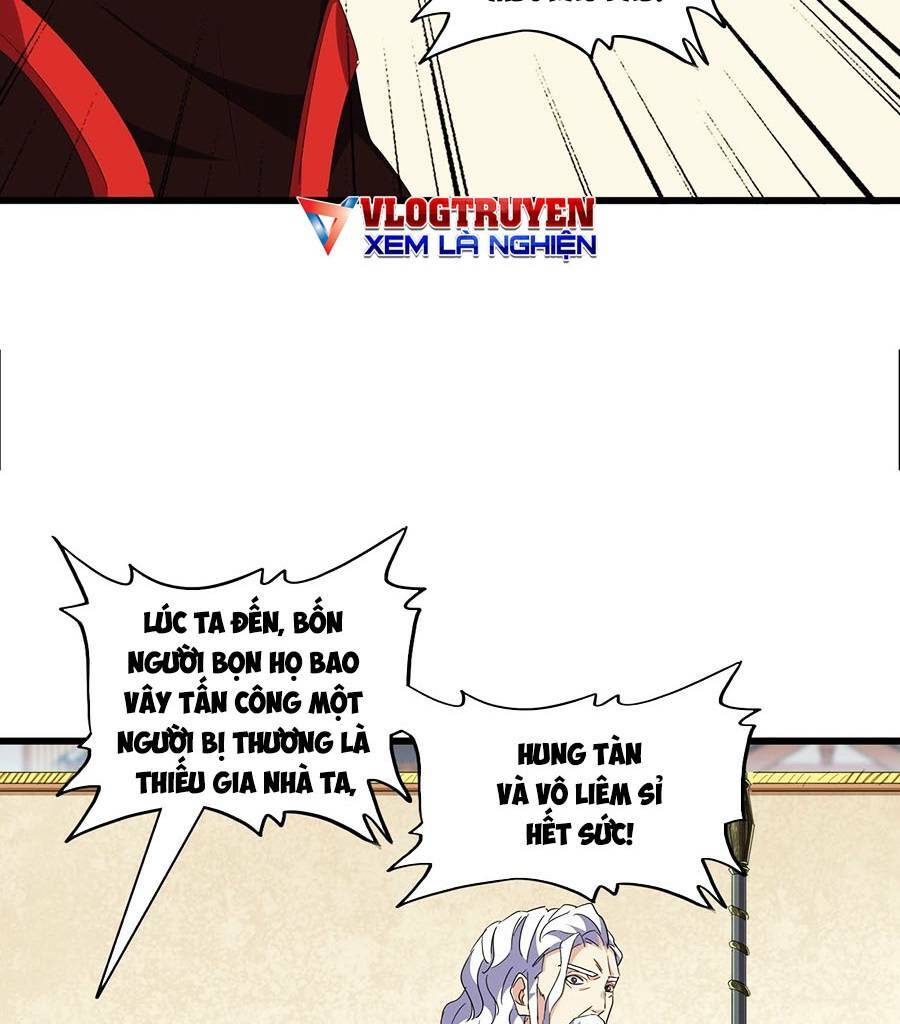 VLOGTRUYEN
XEM LÀ NGHIỆN
LÚC TA ĐẾN, BỐN
NGƯỜI BỌN HỌ BAO
VÂY TẤN CÔNG MỘT
NGƯỜI BỊ THƯƠNG LÀ
THIẾU GIA NHÀ TA,
HUNG TÀN
VÀ VÔ LIÊM SỈ
HẾT SỨC!